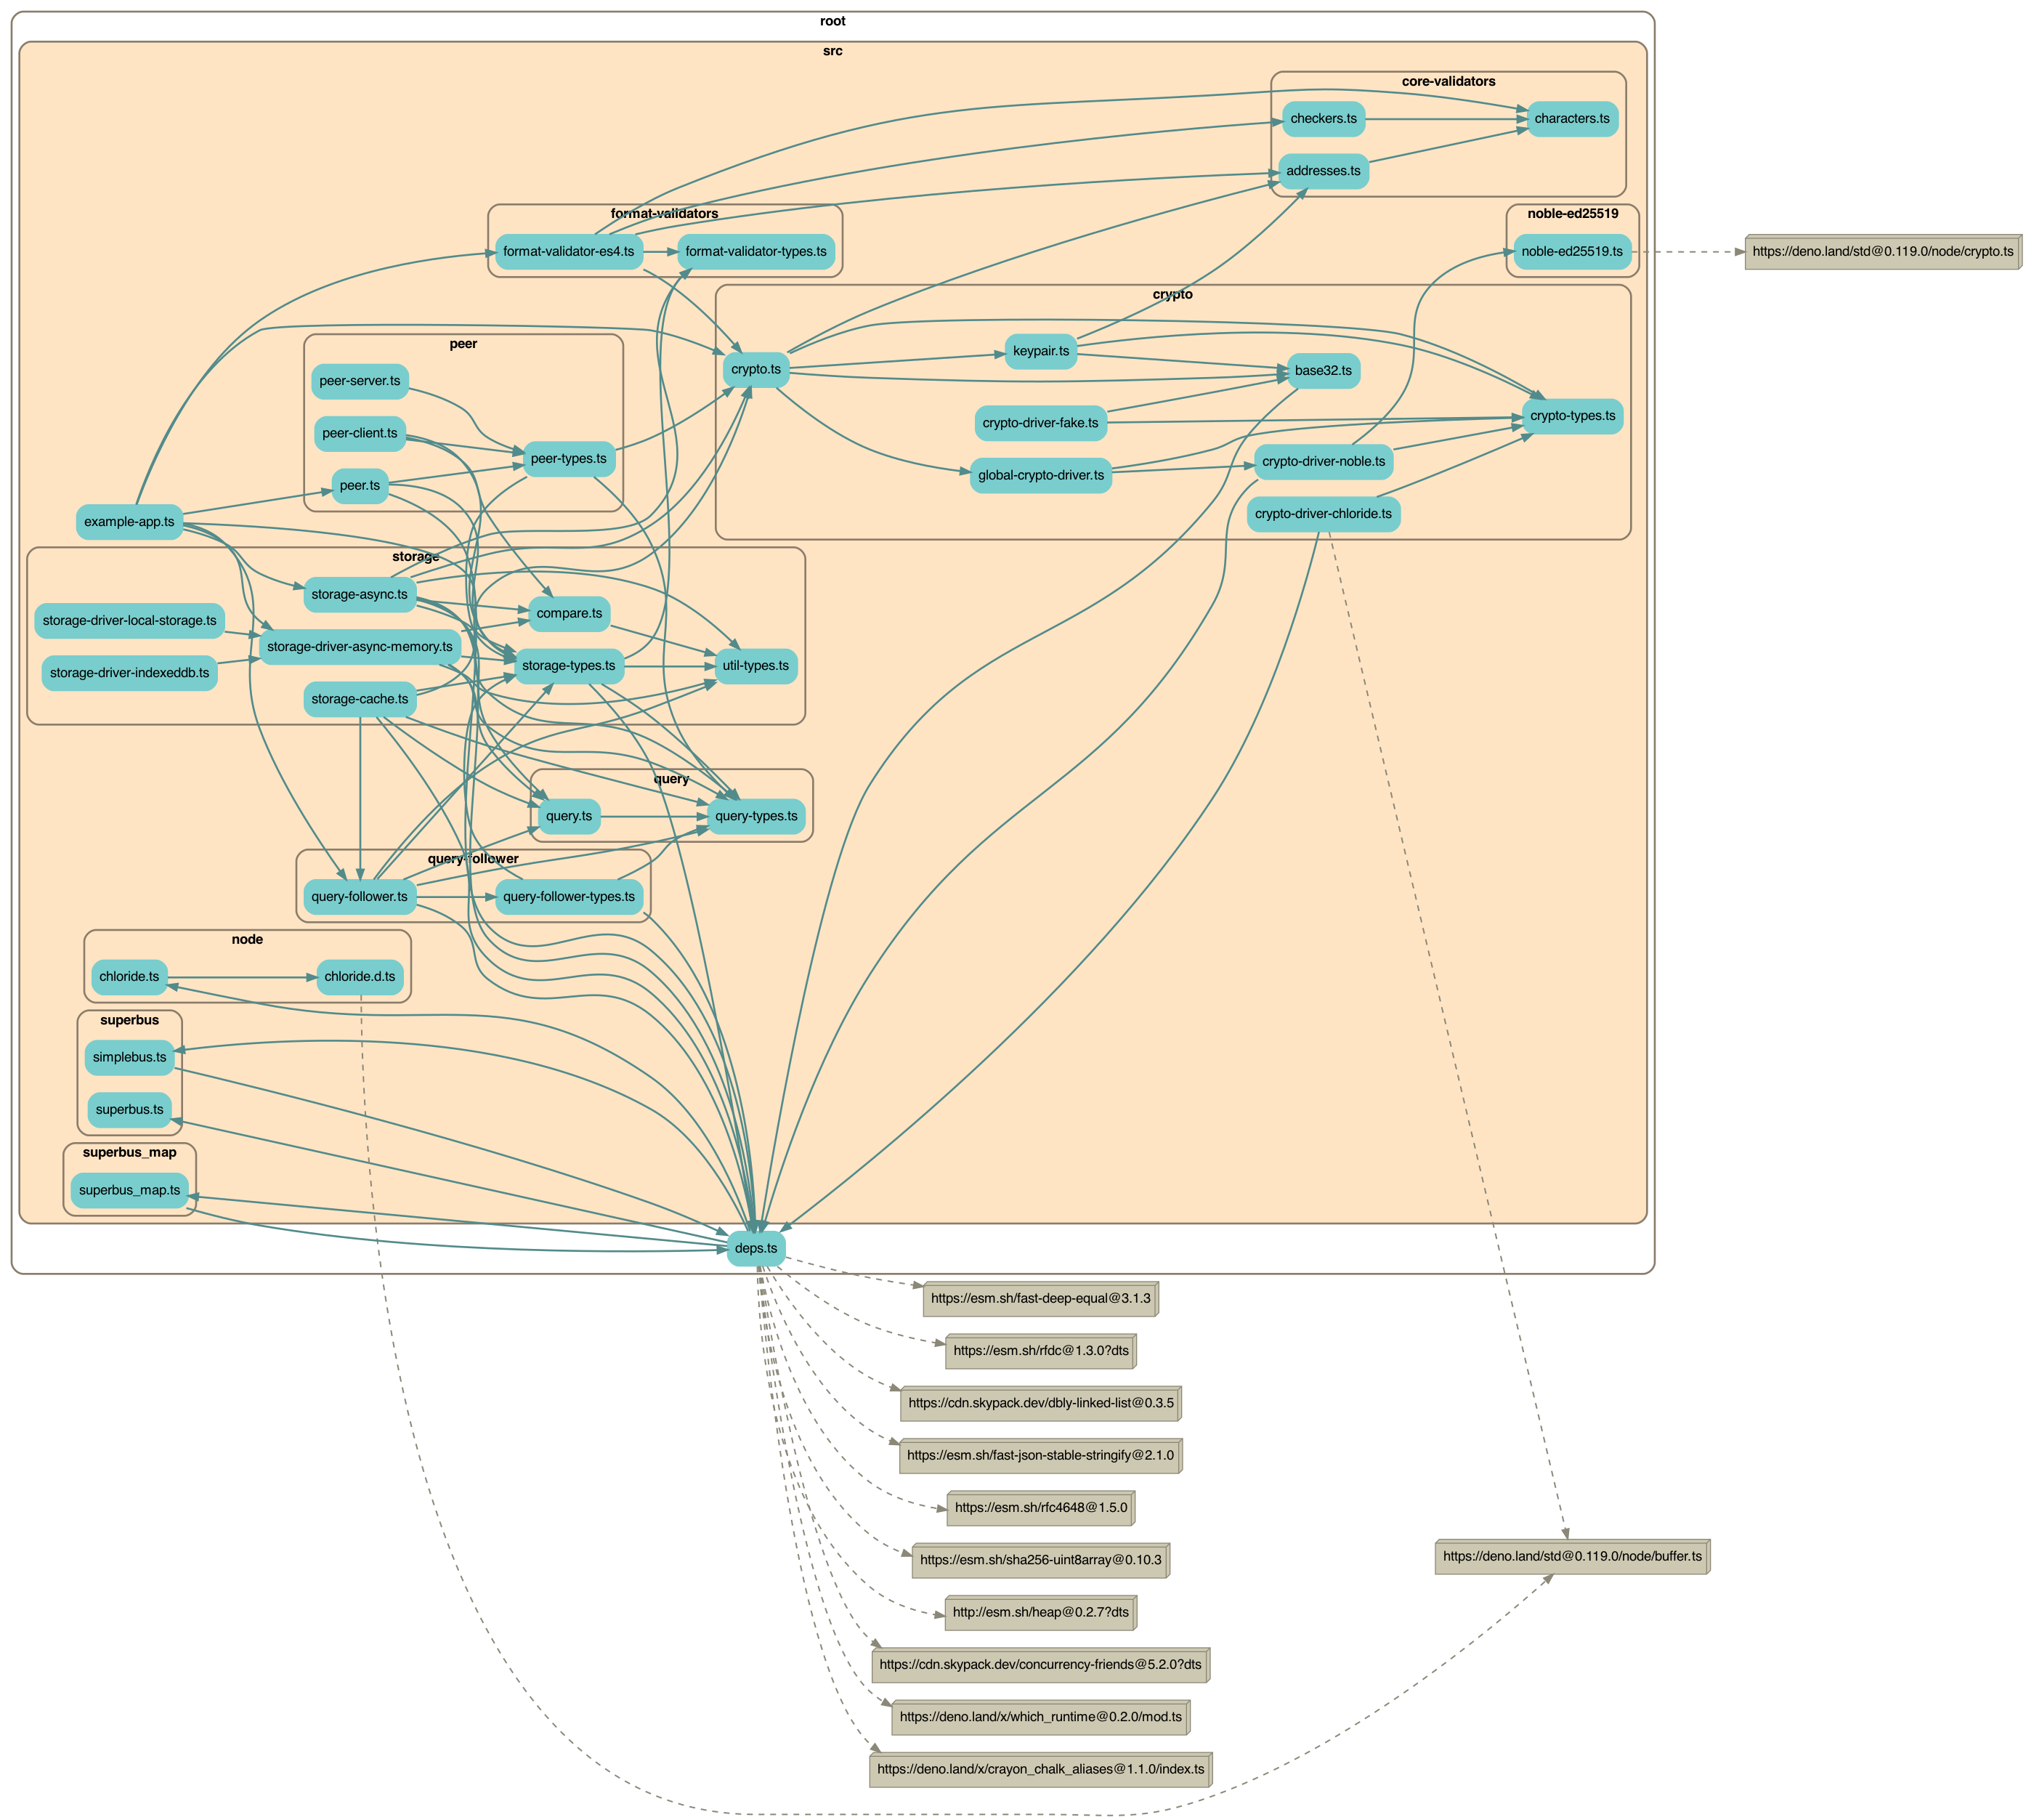 root
src
core-validators
checkers.ts
characters.ts
addresses.ts
format-validators
format-validator-es4.ts
format-validator-types.ts
noble-ed25519
noble-ed25519.ts
https://deno.land/std@0.119.0/node/crypto.ts
crypto
crypto.ts
keypair.ts
base32.ts
crypto-driver-fake.ts
crypto-types.ts
global-crypto-driver.ts
crypto-driver-noble.ts
crypto-driver-chloride.ts
peer
peer-server.ts
peer-client.ts
peer-types.ts
peer.ts
example-app.ts
storage
storage-async.ts
compare.ts
storage-driver-local-storage.ts
storage-driver-async-memory.ts
storage-driver-indexeddb.ts
storage-types.ts
util-types.ts
storage-cache.ts
query
query.ts
query-types.ts
query-follower
query-follower.ts
query-follower-types.ts
node
chloride.ts
chloride.d.ts
superbus
simplebus.ts
superbus.ts
superbus_map
superbus_map.ts
deps.ts
https://esm.sh/fast-deep-equal@3.1.3
https://esm.sh/rfdc@1.3.0?dts
https://cdn.skypack.dev/dbly-linked-list@0.3.5
https://esm.sh/fast-json-stable-stringify@2.1.0
https://esm.sh/rfc4648@1.5.0
https://esm.sh/sha256-uint8array@0.10.3
https://deno.land/std@0.119.0/node/buffer.ts
http://esm.sh/heap@0.2.7?dts
https://cdn.skypack.dev/concurrency-friends@5.2.0?dts
https://deno.land/x/which_runtime@0.2.0/mod.ts
https://deno.land/x/crayon_chalk_aliases@1.1.0/index.ts